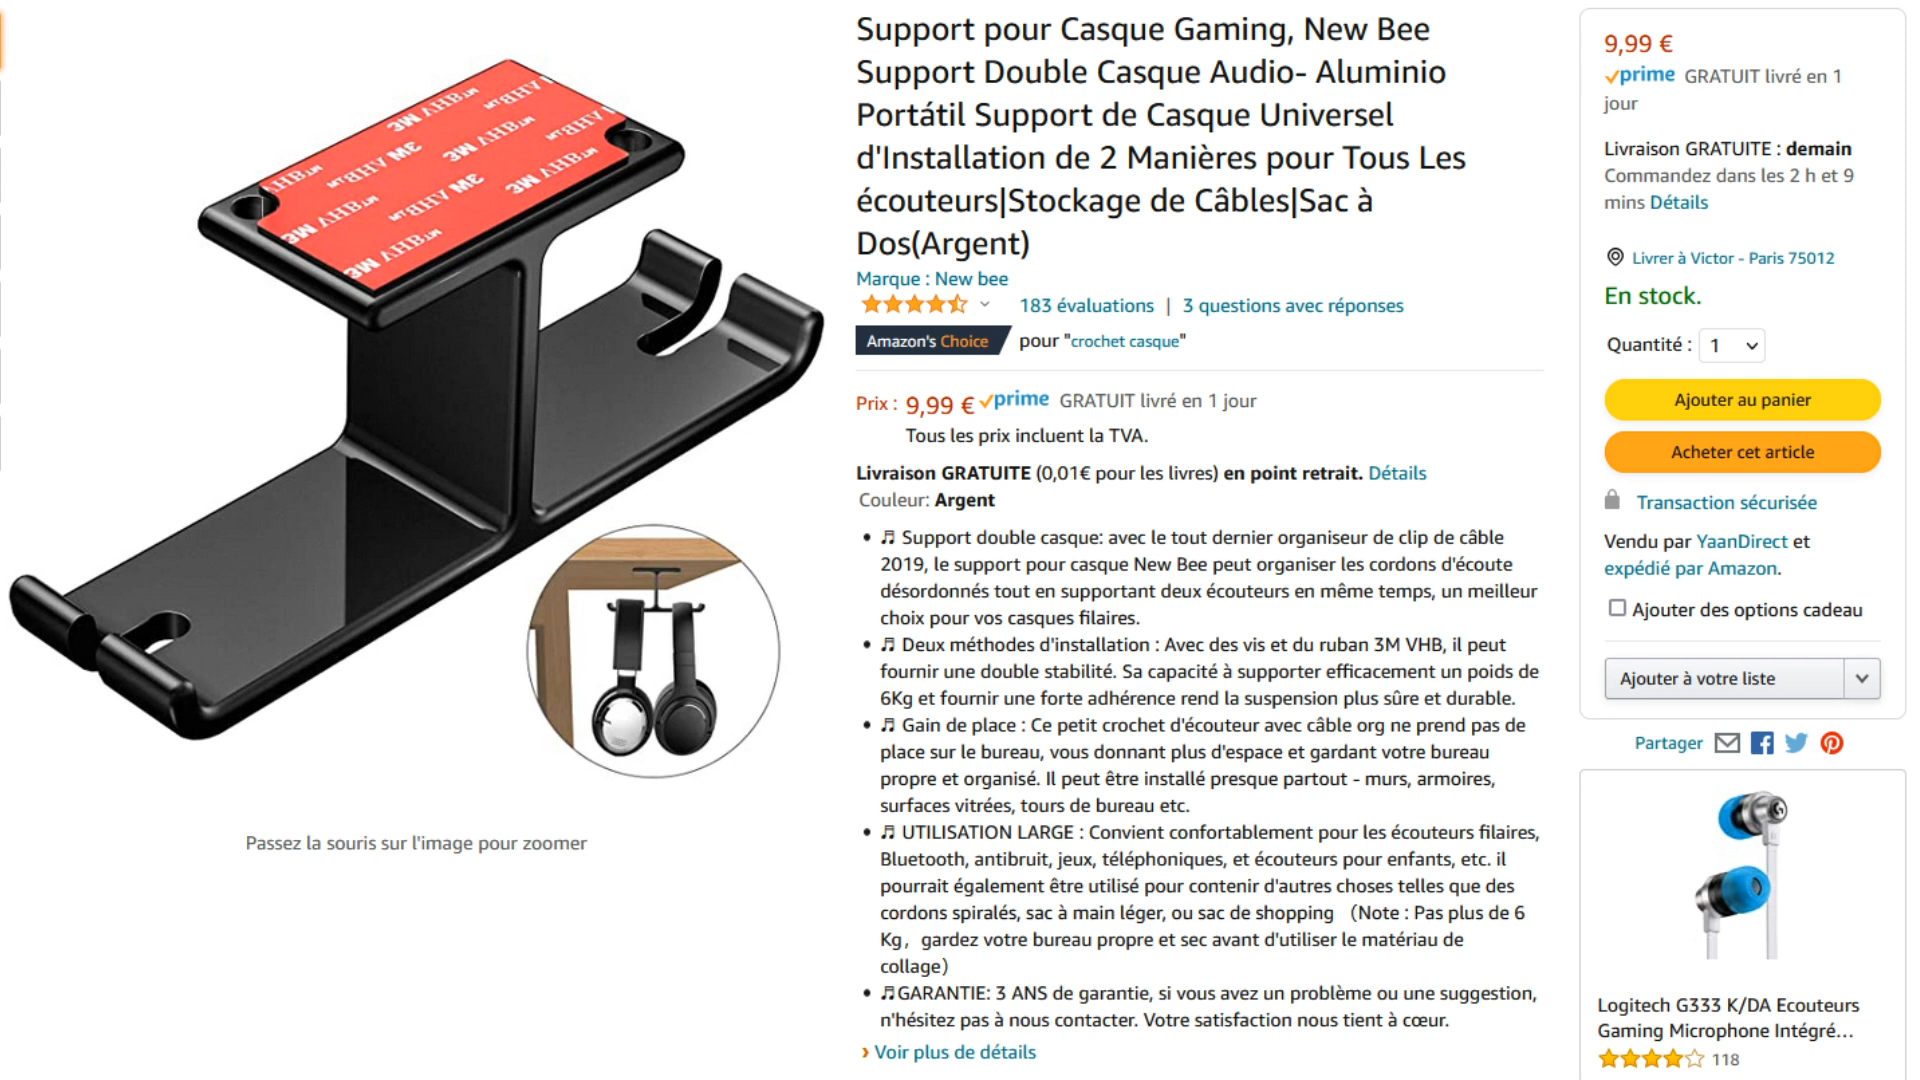 3M VHB™
Support pour Casque Gaming, New Bee
Support Double Casque Audio- Aluminio
Portátil Support de Casque Universel
d'Installation de 2 Manières pour Tous Les
écouteurs|Stockage de Câbles|Sac à
Dos(Argent)
Marque : New bee
183 évaluations | 3 questions avec réponses
Amazon's Choice pour "crochet casque"
Prix : 9,99 € prime GRATUIT livré en 1 jour
Tous les prix incluent la TVA.
Livraison GRATUITE (0,01€ pour les livres) en point retrait. Détails
Couleur: Argent
• ♬ Support double casque: avec le tout dernier organiseur de clip de câble
2019, le support pour casque New Bee peut organiser les cordons d'écoute
désordonnés tout en supportant deux écouteurs en même temps, un meilleur
choix pour vos casques filaires.
• ♬ Deux méthodes d'installation : Avec des vis et du ruban 3M VHB, il peut
fournir une double stabilité. Sa capacité à supporter efficacement un poids de
6Kg et fournir une forte adhérence rend la suspension plus sûre et durable.
• ♬ Gain de place : Ce petit crochet d'écouteur avec câble org ne prend pas de
place sur le bureau, vous donnant plus d'espace et gardant votre bureau
propre et organisé. Il peut être installé presque partout - murs, armoires,
surfaces vitrées, tours de bureau etc.
• ♬ UTILISATION LARGE : Convient confortablement pour les écouteurs filaires,
Bluetooth, antibruit, jeux, téléphoniques, et écouteurs pour enfants, etc. il
pourrait également être utilisé pour contenir d'autres choses telles que des
cordons spiralés, sac à main léger, ou sac de shopping （Note : Pas plus de 6
Kg，gardez votre bureau propre et sec avant d'utiliser le matériau de
collage）
• ♬GARANTIE: 3 ANS de garantie, si vous avez un problème ou une suggestion,
n'hésitez pas à nous contacter. Votre satisfaction nous tient à cœur.
› Voir plus de détails
Passez la souris sur l'image pour zoomer
9,99 €
prime GRATUIT livré en 1
jour
Livraison GRATUITE : demain
Commandez dans les 2 h et 9
mins Détails
Livrer à Victor - Paris 75012
En stock.
Quantité : 1
Ajouter au panier
Acheter cet article
Transaction sécurisée
Vendu par YaanDirect et
expédié par Amazon.
Ajouter des options cadeau
Ajouter à votre liste
Partager
Logitech G333 K/DA Ecouteurs
Gaming Microphone Intégré...
118